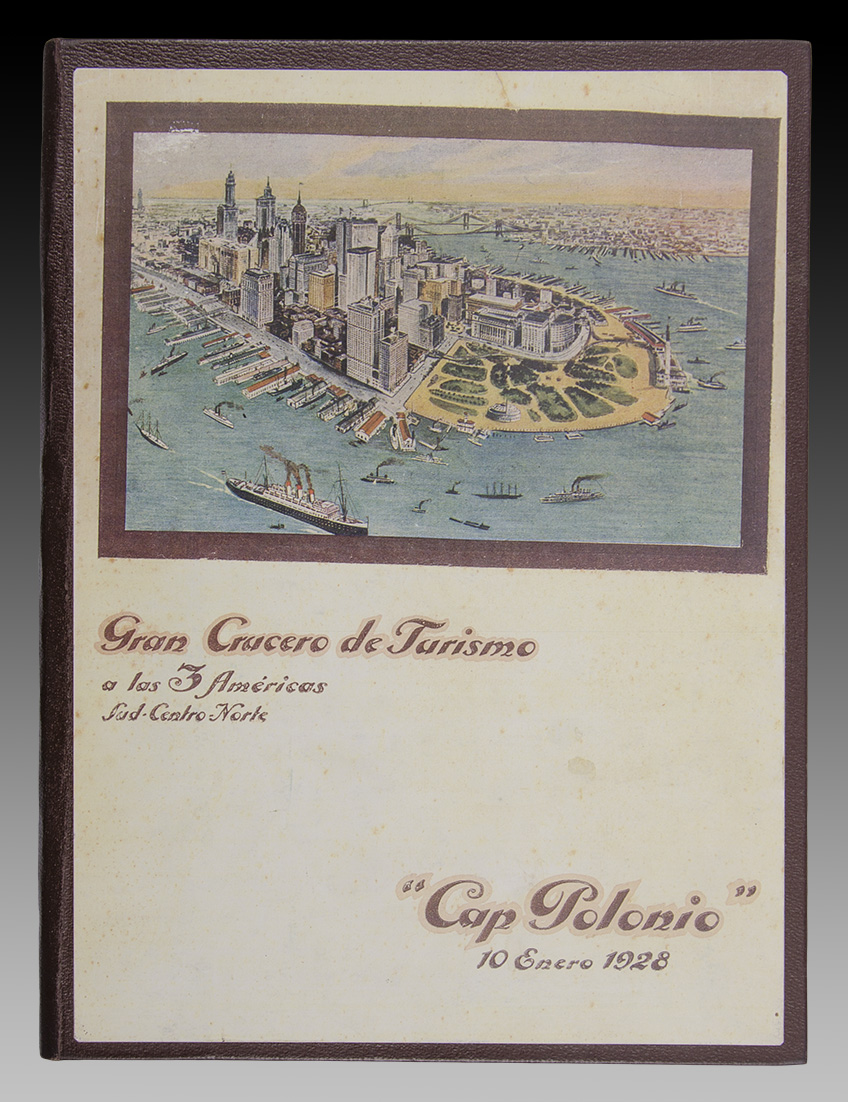 Gran Crucero de Turismo
a las 3 Américas
Sud-Centro-Norte
"Cap Polonio"
10 Enero 1928